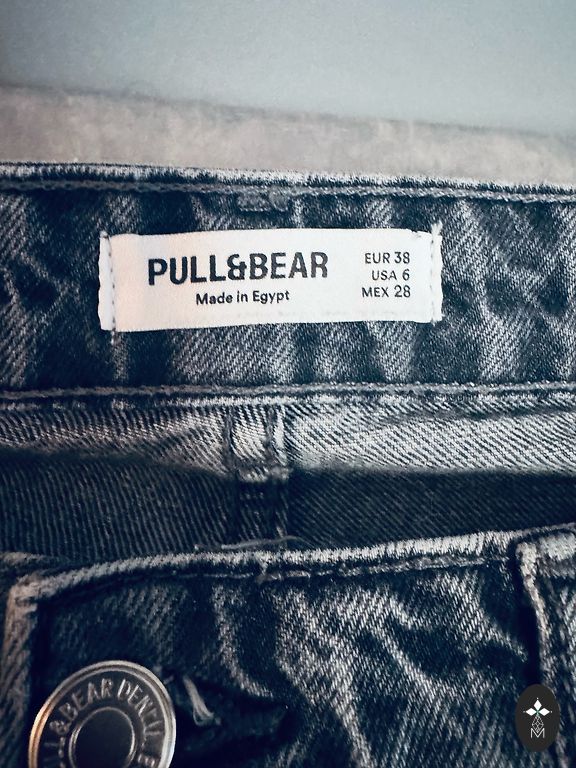 PULL&BEAR
Made in Egypt
EUR 38
USA 6
MEX 28
PULL&BEAR DENIM
M